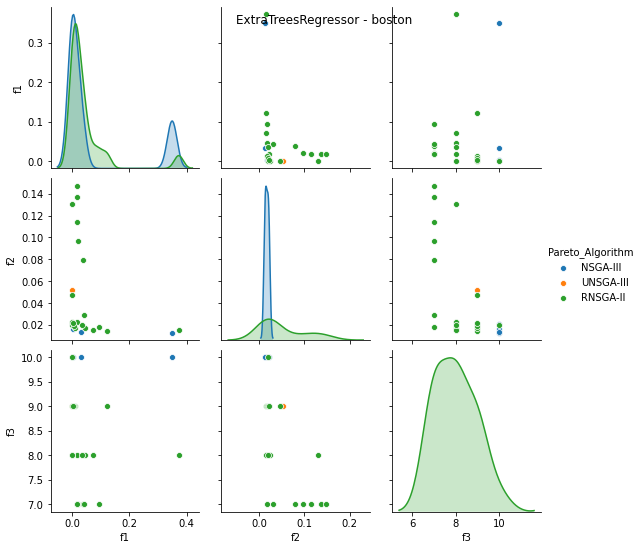 ExtraTreesRegressor - boston
0.3
0.2
0.1
0.0
f1
0.14
0.12
0.10
0.08
0.06
0.04
0.02
f2
Pareto_Algorithm
NSGA-III
UNSGA-III
RNSGA-II
10.0
9.5
9.0
8.5
8.0
7.5
7.0
f3
0.0 0.2 0.4
0.0 0.1 0.2
6 8 10
f1 f2 f3